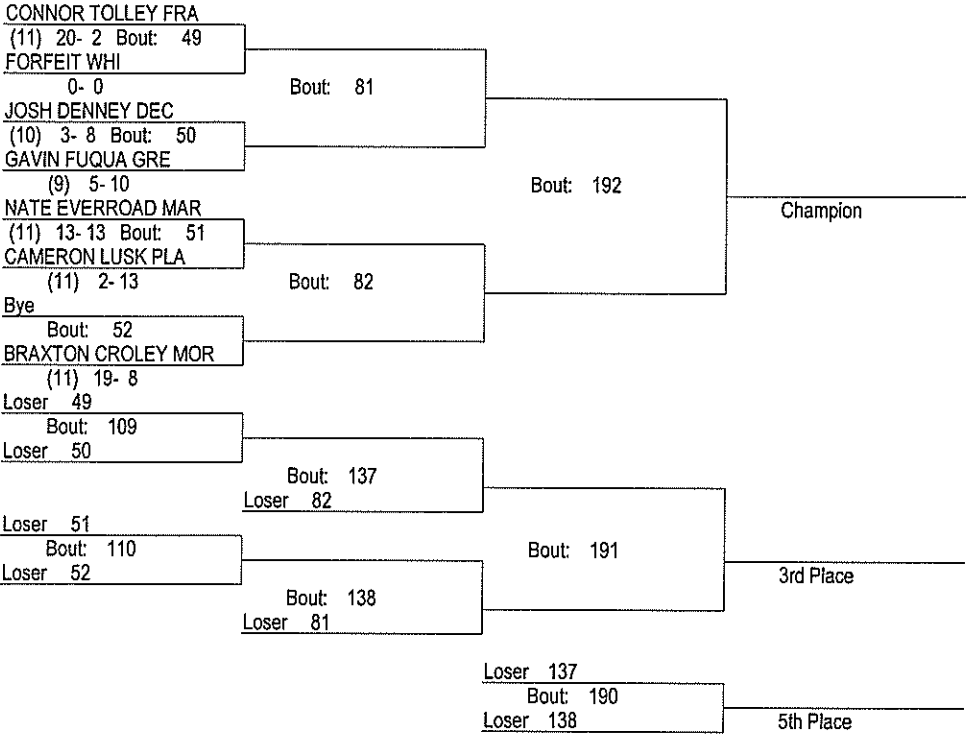 CONNOR TOLLEY FRA
(11) 20- 2 Bout: 49
FORFEIT WHI
0- 0
Bout: 81
JOSH DENNEY DEC
(10) 3- 8 Bout: 50
GAVIN FUQUA GRE
(9) 5- 10
Bout: 192
NATE EVERROAD MAR
Champion
(11) 13- 13 Bout: 51
CAMERON LUSK PLA
(11) 2- 13
Bout: 82
Bye
Bout: 52
BRAXTON CROLEY MOR
(11) 19- 8
Loser 49
Bout: 109
Loser 50
Bout: 137
Loser 82
Loser 51
Bout: 110
Bout: 191
Loser 52
3rd Place
Bout: 138
Loser 81
Loser 137
Bout: 190
Loser 138
5th Place